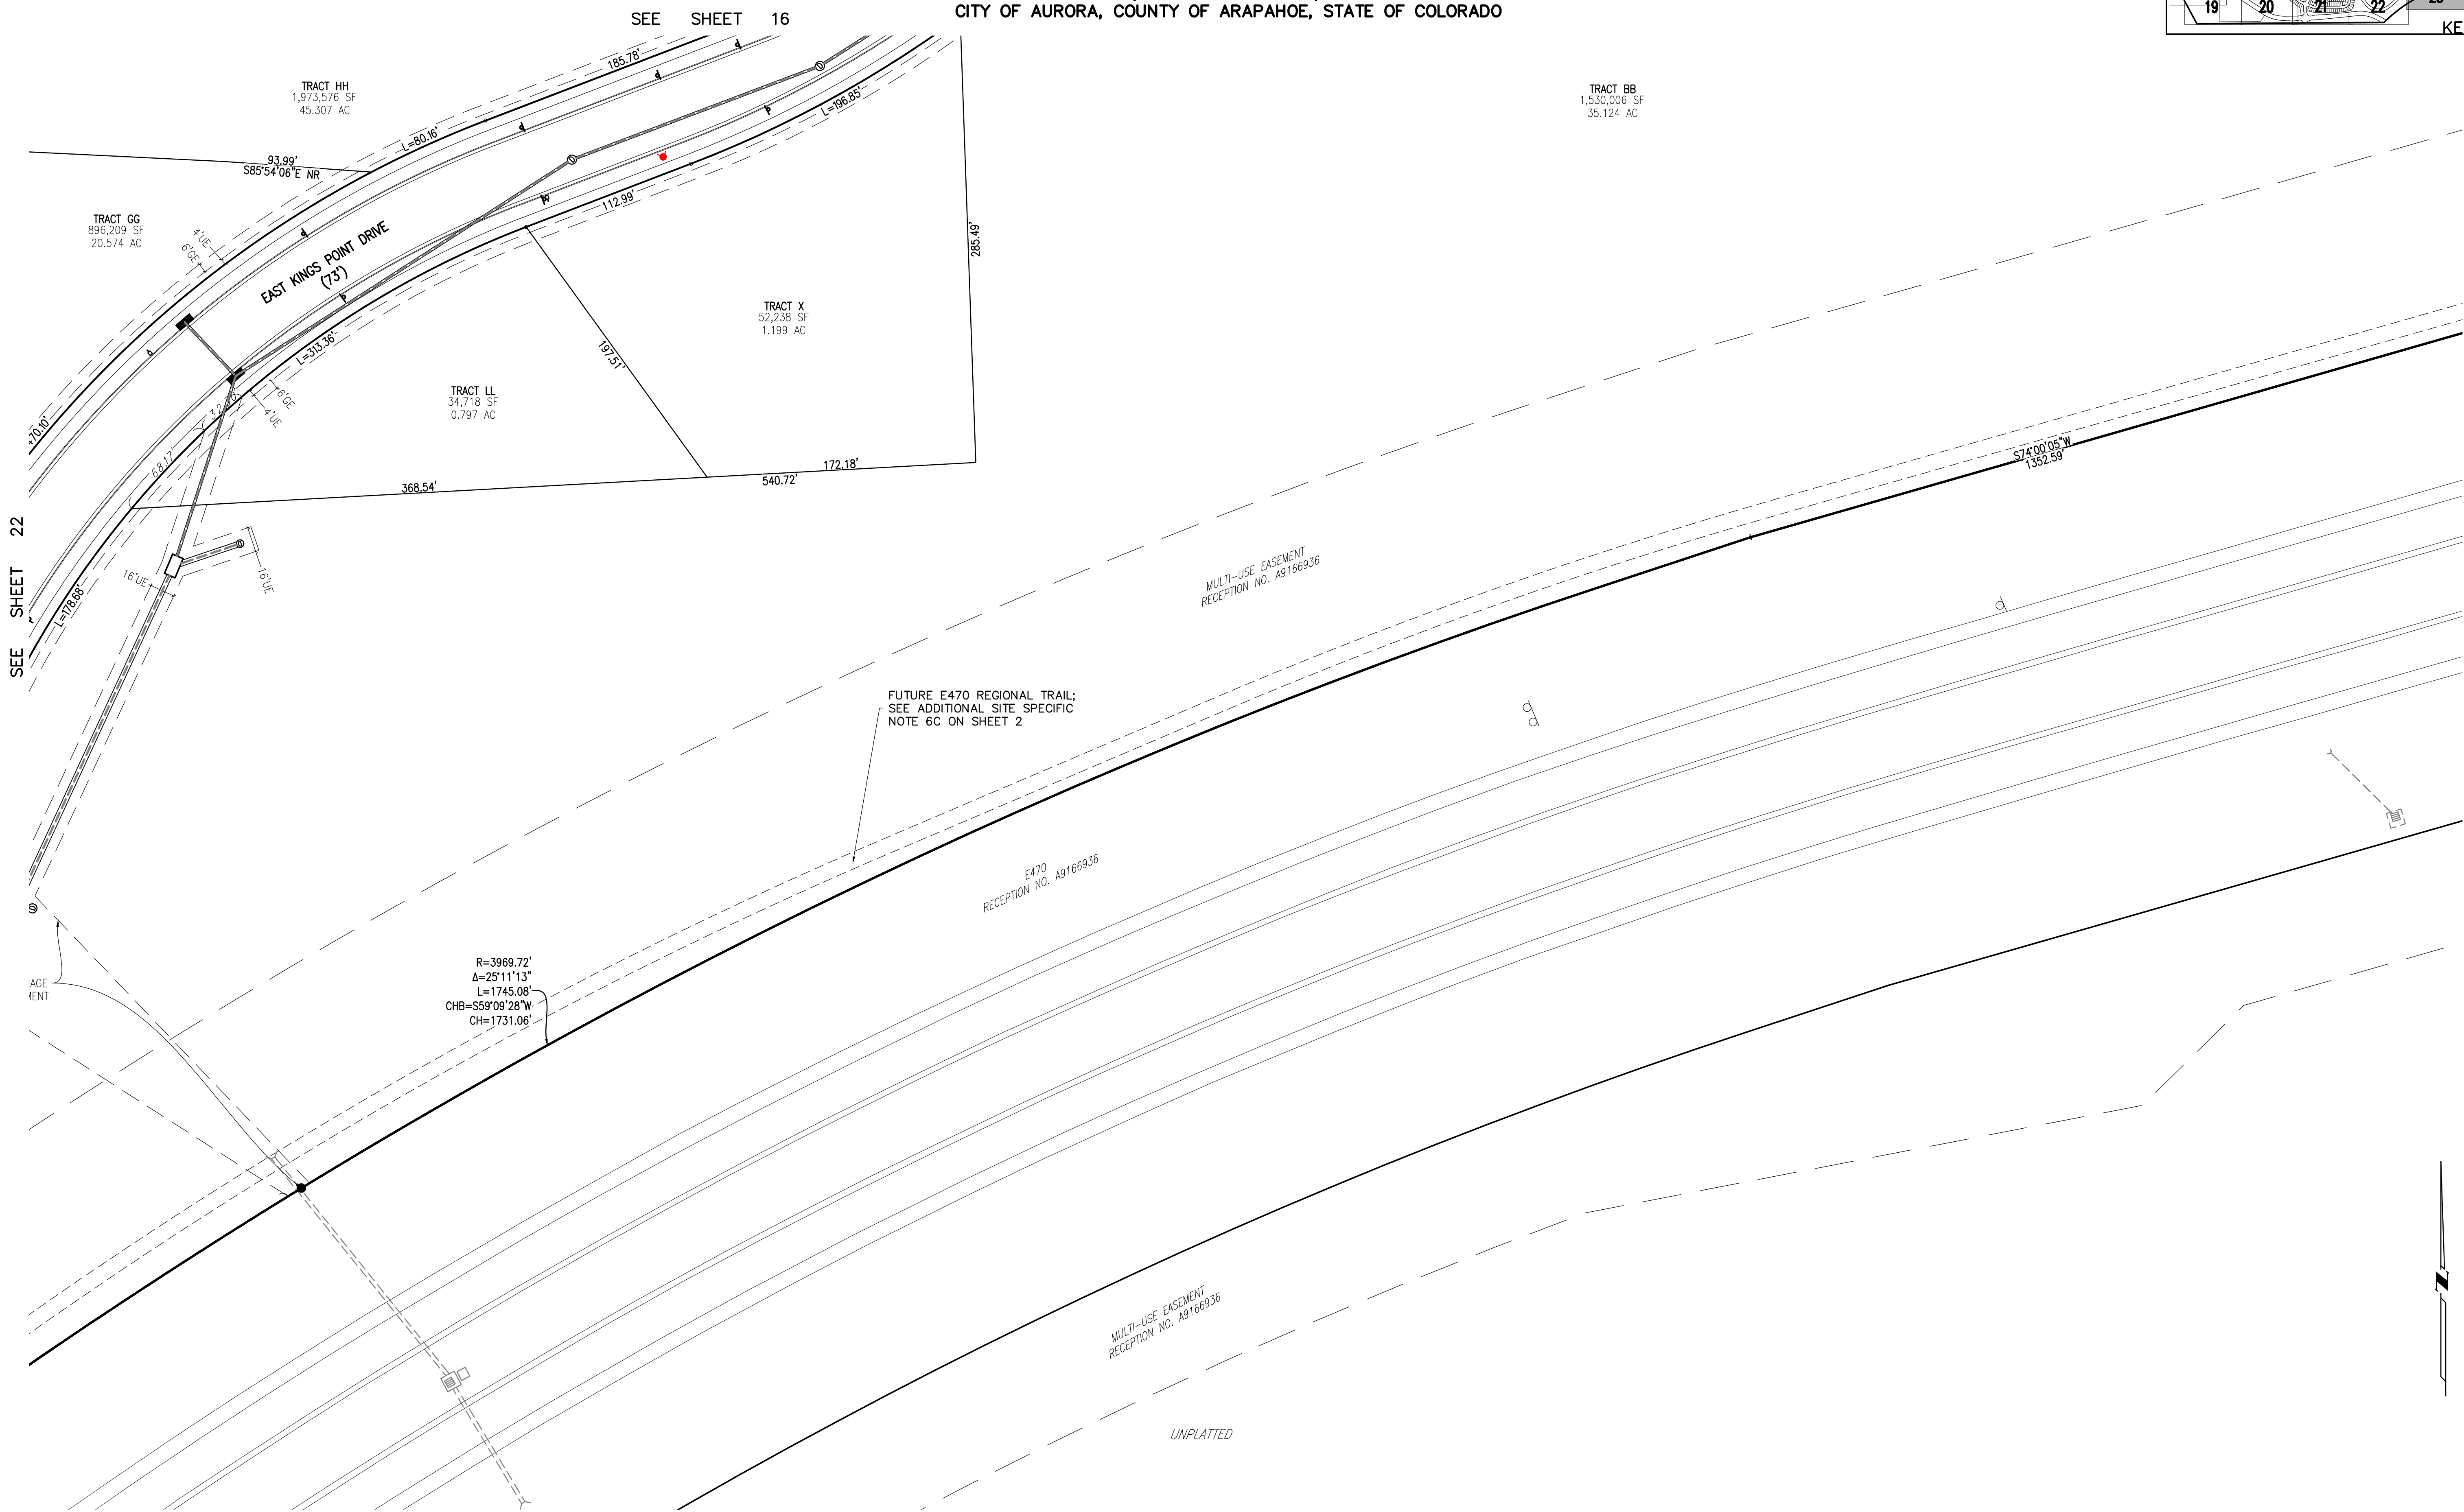 CITY OF AURORA, COUNTY OF ARAPAHOE, STATE OF COLORADO
SEE SHEET 16
19 20 21 22
TRACT HH
1,973,576 SF
45.307 AC
185.78'
L=80.16'
L=196.85'
TRACT BB
1,530,006 SF
35.124 AC
93.99'
S85°54'06"E NR
TRACT GG
896,209 SF
20.574 AC
4'UE
6'GE
EAST KINGS POINT DRIVE
(73')
112.99'
285.49'
L=313.36'
TRACT X
52,238 SF
1.199 AC
197.51'
TRACT LL
34,718 SF
0.797 AC
6'GE
4'UE
68.17'
368.54'
172.18'
540.72'
S74°00'05"W
1352.59'
SEE SHEET 22
16'UE
16'UE
L=178.68'
MULTI-USE EASEMENT
RECEPTION NO. A9166936
FUTURE E470 REGIONAL TRAIL;
SEE ADDITIONAL SITE SPECIFIC
NOTE 6C ON SHEET 2
E470
RECEPTION NO. A9166936
R=3969.72'
Δ=25°11'13"
L=1745.08'
CHB=S59°09'28"W
CH=1731.06'
MULTI-USE EASEMENT
RECEPTION NO. A9166936
UNPLATTED
N